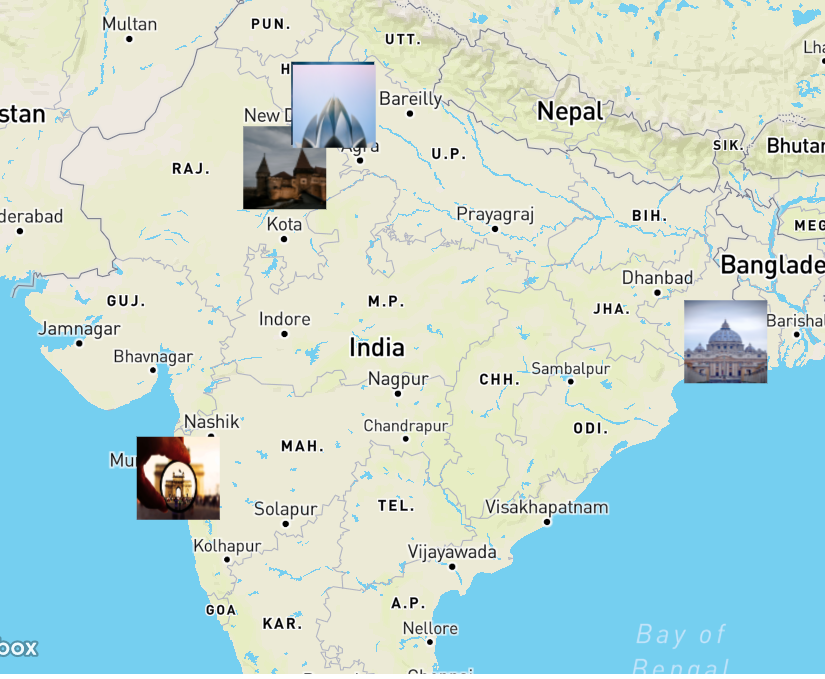 Multan
PUN.
UTT.
Lha
H
New D
Bareilly
Nepal
stan
Agra
U.P.
SIK.
Bhutan
RAJ.
derabad
Kota
Prayagraj
BIH.
MEG
Banglade
Dhanbad
GUJ.
M.P.
JHA.
Jamnagar
Indore
Barishal
India
Bhavnagar
Nagpur
CHH.
Sambalpur
Nashik
Chandrapur
ODI.
MAH.
Mu
Solapur
TEL.
Visakhapatnam
Kolhapur
Vijayawada
GOA
A.P.
KAR.
Nellore
Bay of
Bengal
box
Chennai